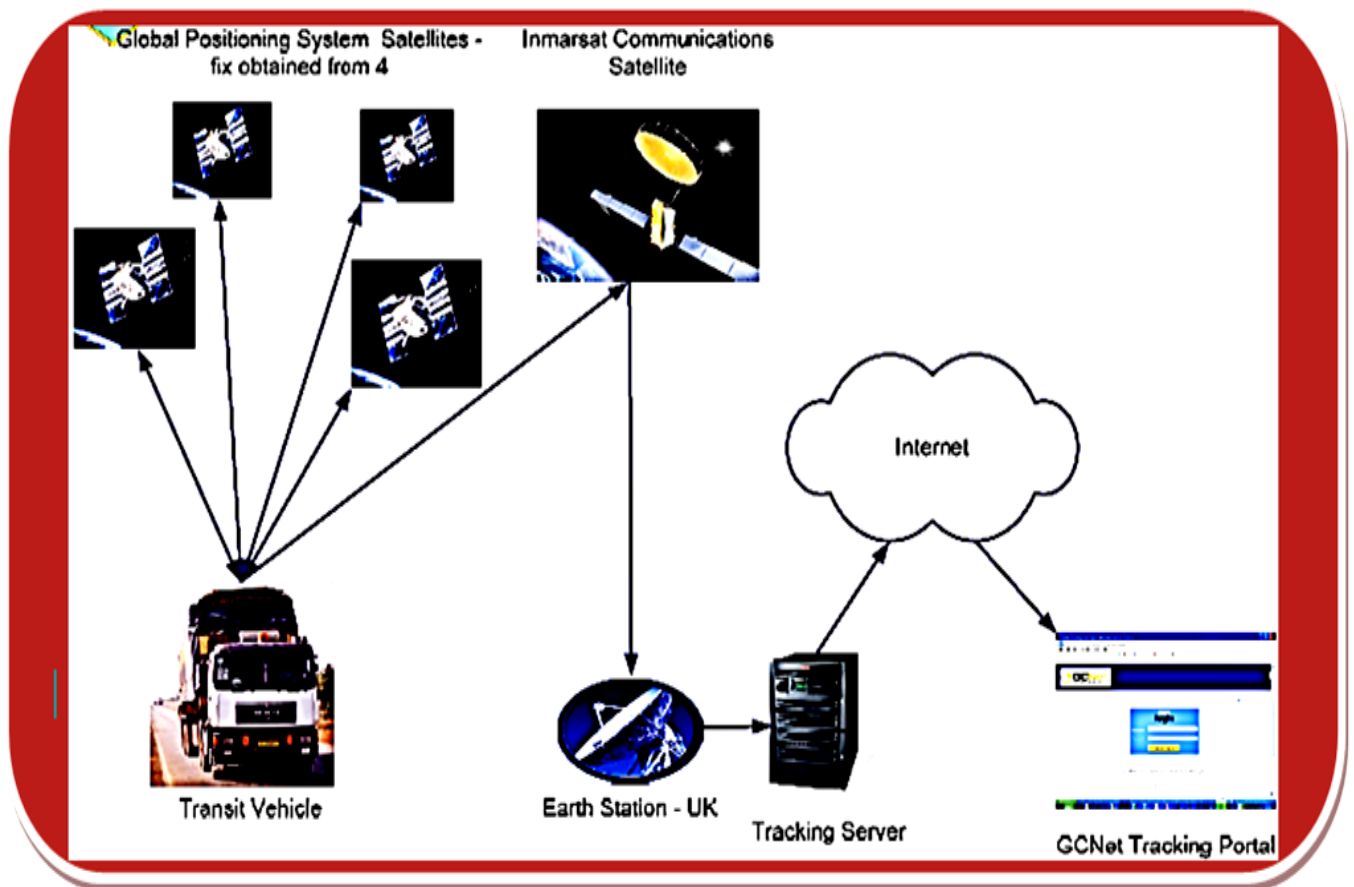 Global Positioning System Satellites -
fix obtained from 4
Inmarsat Communications
Satellite
Internet
Transit Vehicle
Earth Station - UK
Tracking Server
login
GCNet Tracking Portal